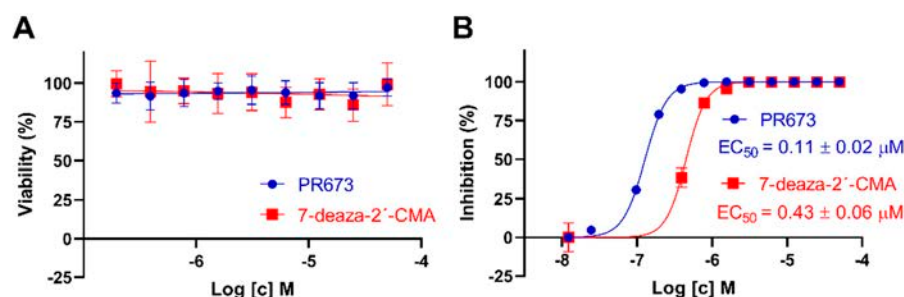 A
Viability (%)
100
75
50
25
0
-25
PR673
7-deaza-2´-CMA
-6
-5
-4
Log [c] M
B
Inhibition (%)
100
75
50
25
0
-25
PR673
EC50 = 0.11 ± 0.02 μM
7-deaza-2´-CMA
EC50 = 0.43 ± 0.06 μM
-8
-7
-6
-5
-4
Log [c] M